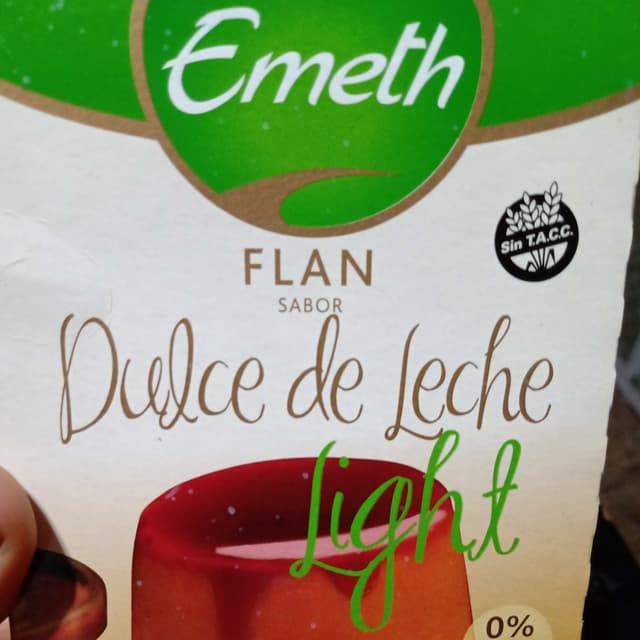 Emeth
Sin T.A.C.C.
FLAN
SABOR
Dulce de Leche
Light
0%